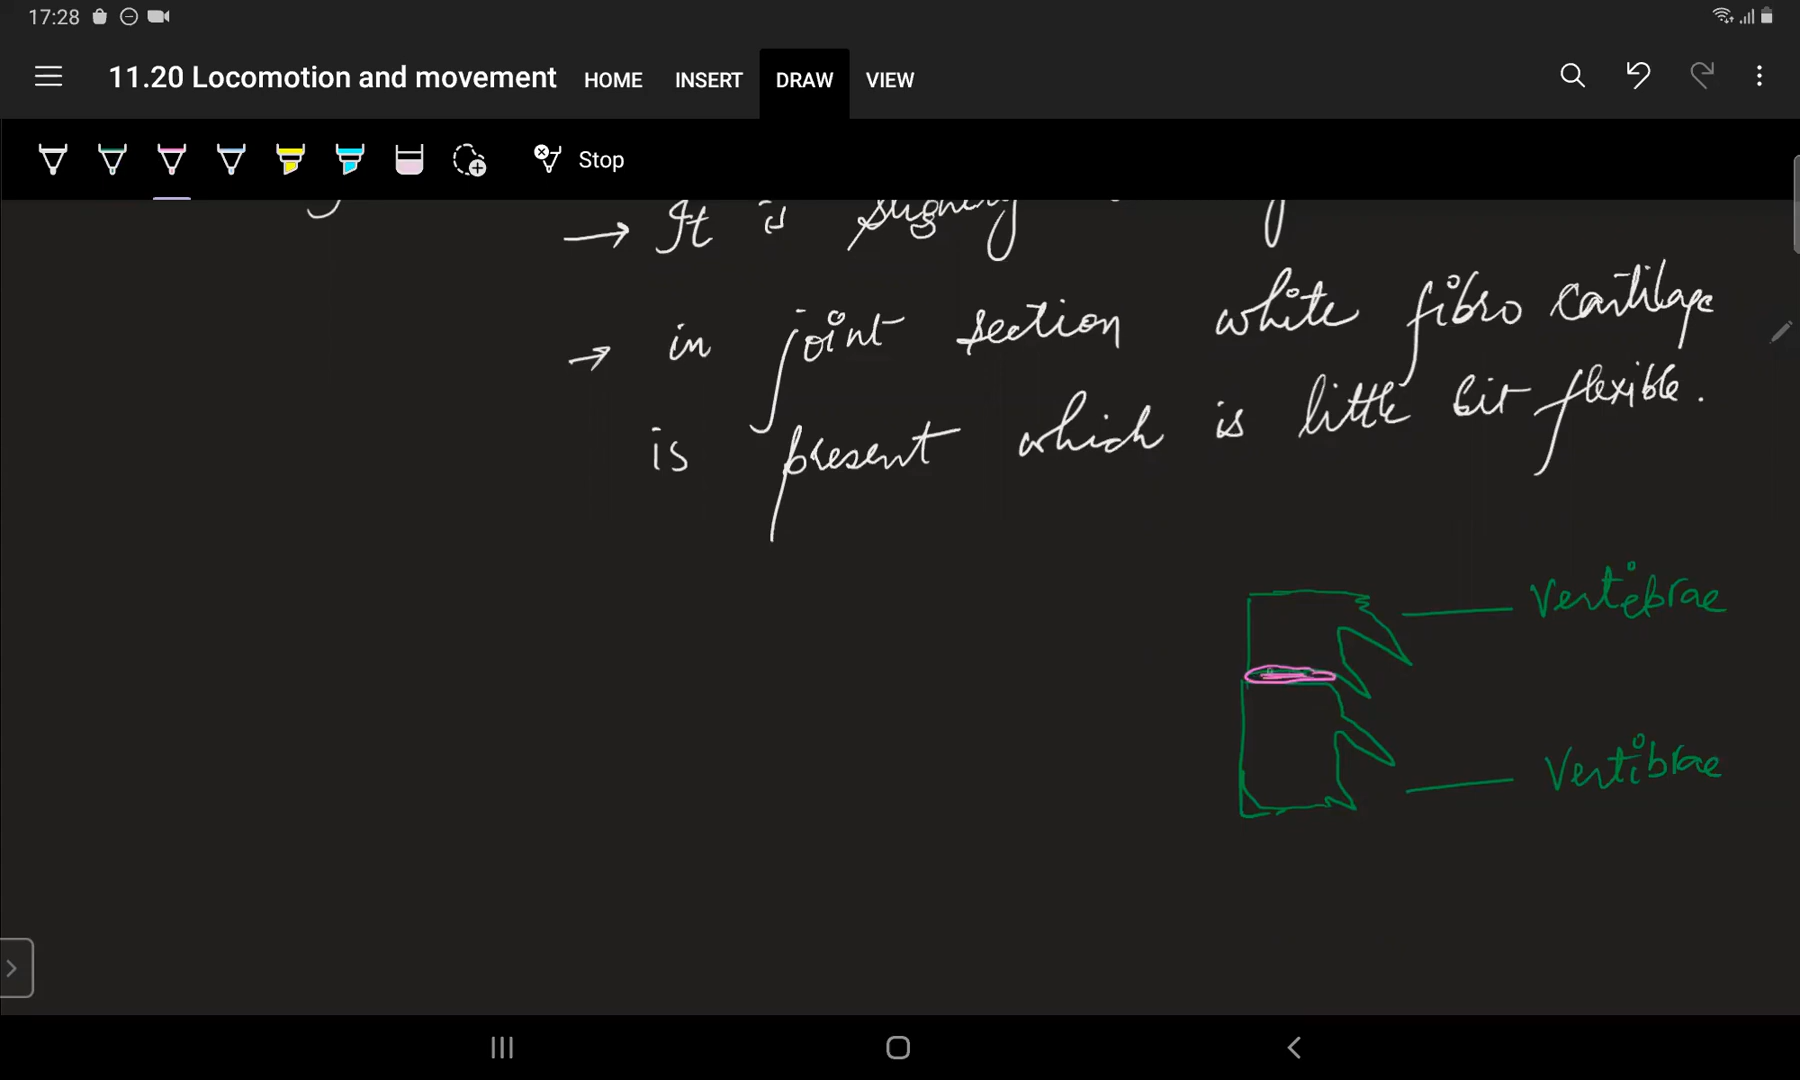 17:28
11.20 Locomotion and movement HOME INSERT DRAW VIEW
Stop
→ It is
→ in joint section white fibro cartilage
is present which is little bit flexible.
Vertebrae
Vertibrae